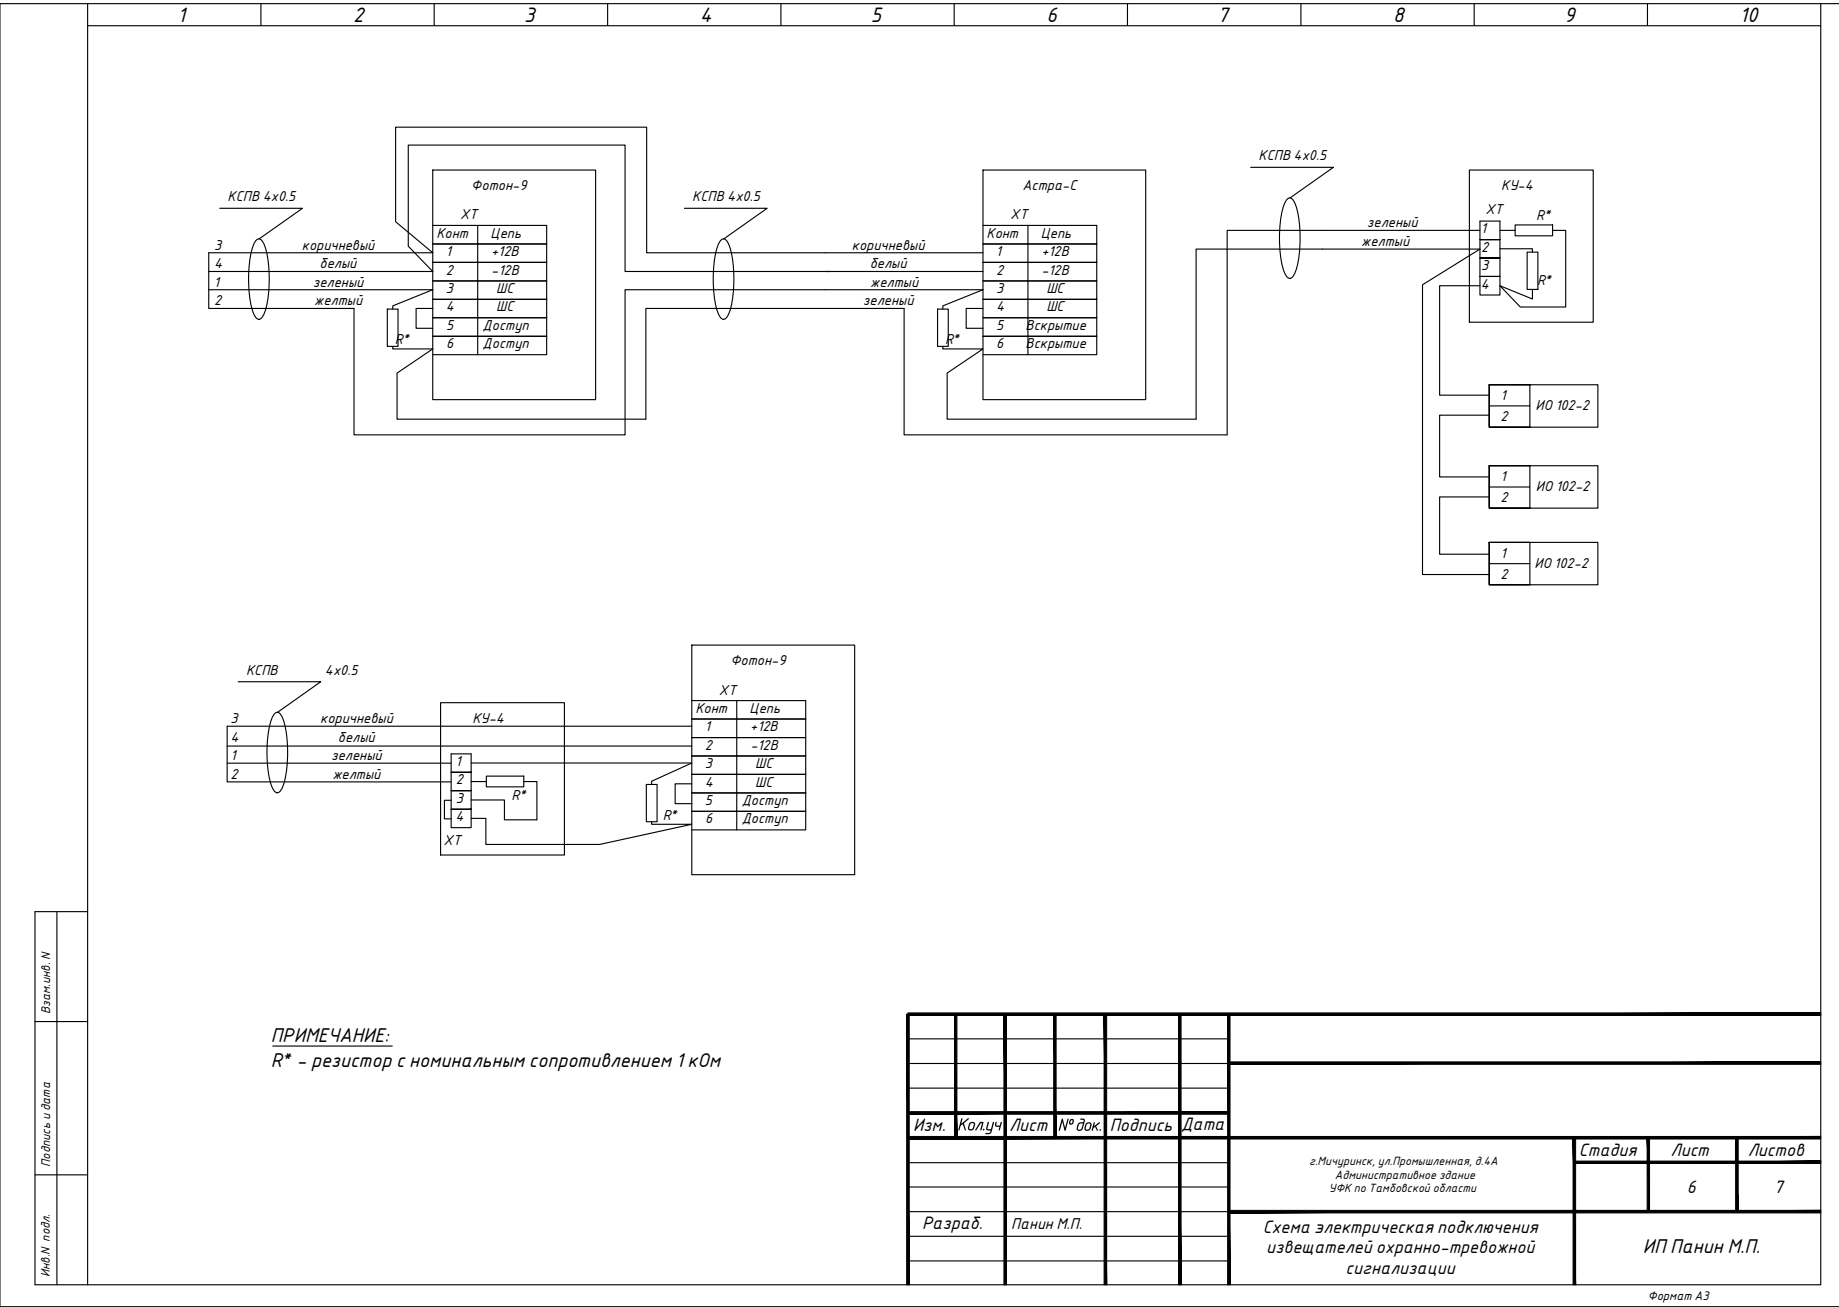 1 2 3 4 5 6 7 8 9 10
КСПВ 4х0.5
3 коричневый
4 белый
1 зеленый
2 желтый
Фотон-9
ХТ
Конт Цепь
1 +12В
2 -12В
3 ШС
4 ШС
5 Доступ
6 Доступ
R*
КСПВ 4х0.5
коричневый
белый
желтый
зеленый
Астра-С
ХТ
Конт Цепь
1 +12В
2 -12В
3 ШС
4 ШС
5 Вскрытие
6 Вскрытие
R*
КСПВ 4х0.5
зеленый
желтый
КУ-4
ХТ
1
2
3
4
R*
R*
1
2
ИО 102-2
1
2
ИО 102-2
1
2
ИО 102-2
КСПВ 4х0.5
3 коричневый
4 белый
1 зеленый
2 желтый
КУ-4
1
2
3
4
R*
ХТ
Фотон-9
ХТ
Конт Цепь
1 +12В
2 -12В
3 ШС
4 ШС
5 Доступ
6 Доступ
R*
ПРИМЕЧАНИЕ:
R* - резистор с номинальным сопротивлением 1 кОм
Взам.инв. N
Подпись и дата
Инв.N подл.
Изм. Кол.уч Лист № док. Подпись Дата
Разраб. Панин М.П.
г.Мичуринск, ул.Промышленная, д.4А
Административное здание
УФК по Тамбовской области
Стадия Лист Листов
6 7
Схема электрическая подключения
извещателей охранно-тревожной
сигнализации
ИП Панин М.П.
Формат А3